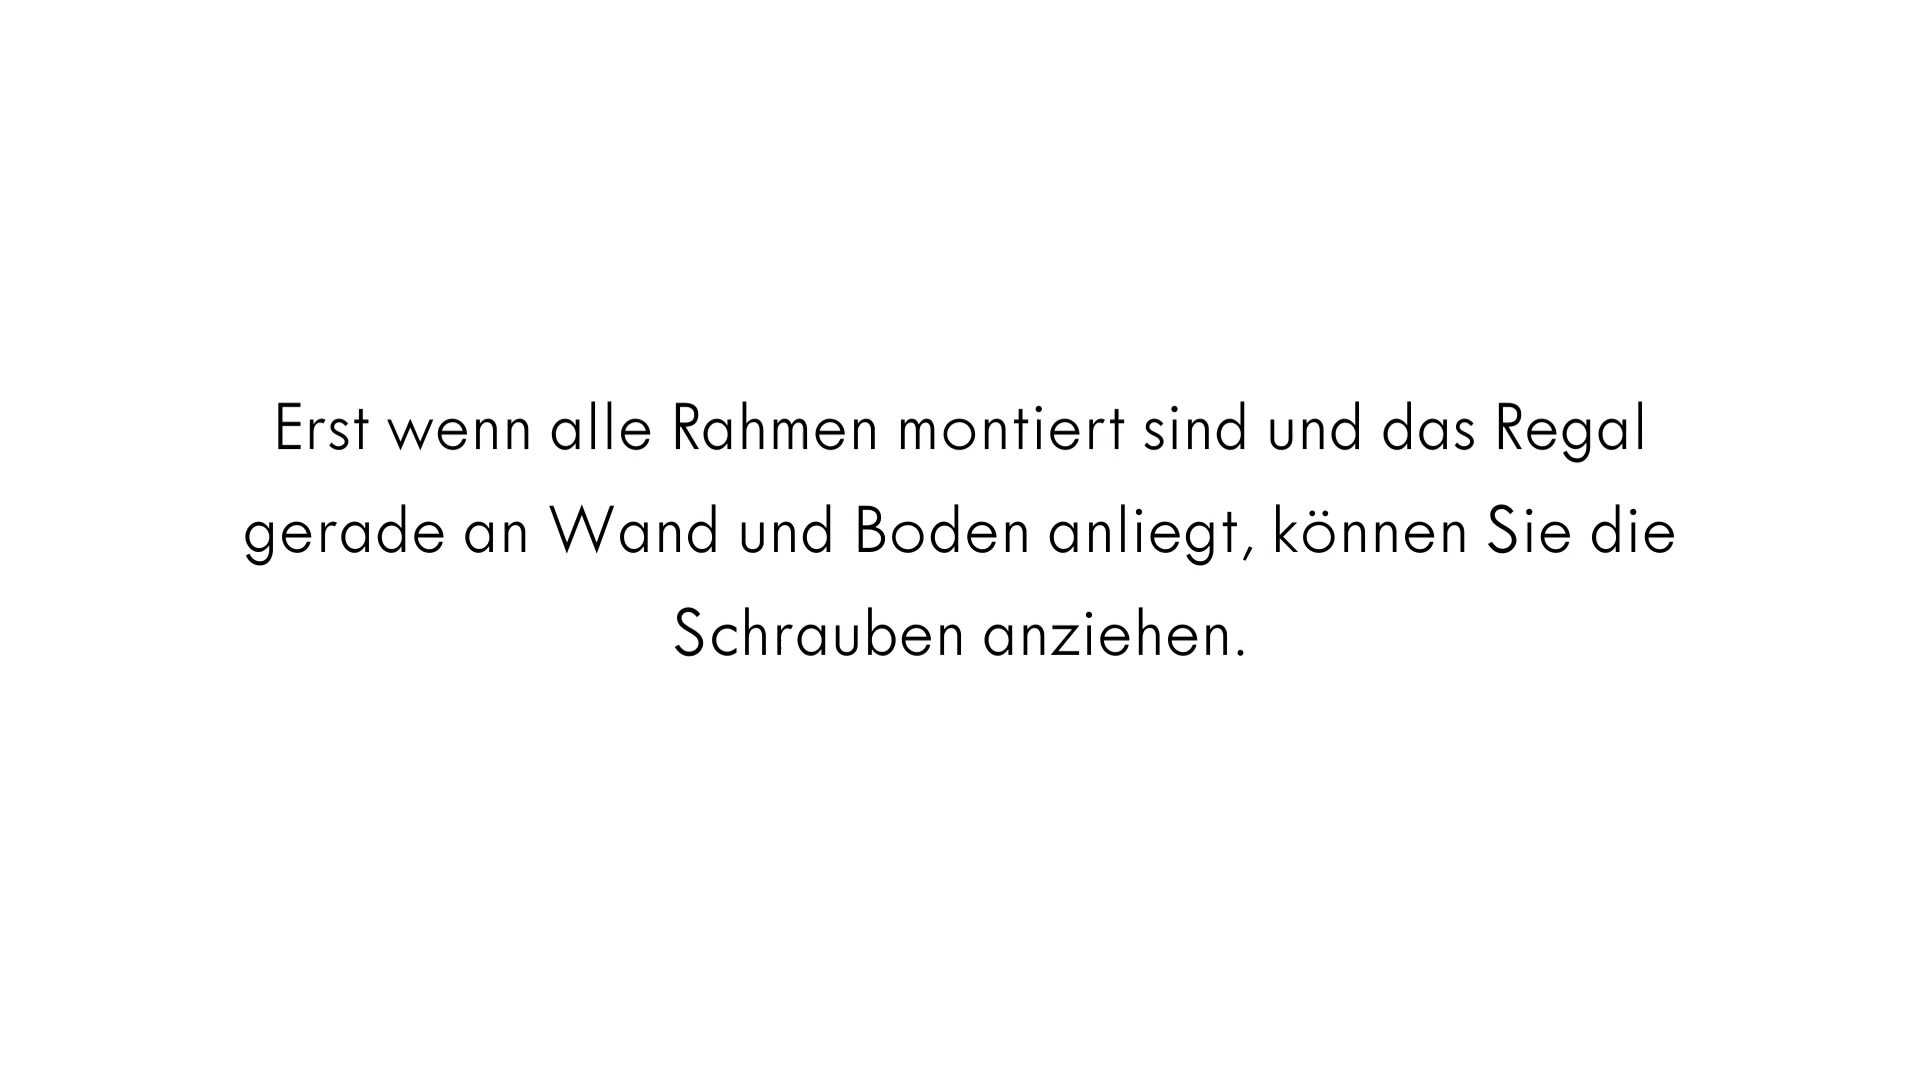 Erst wenn alle Rahmen montiert sind und das Regal
gerade an Wand und Boden anliegt, können Sie die
Schrauben anziehen.